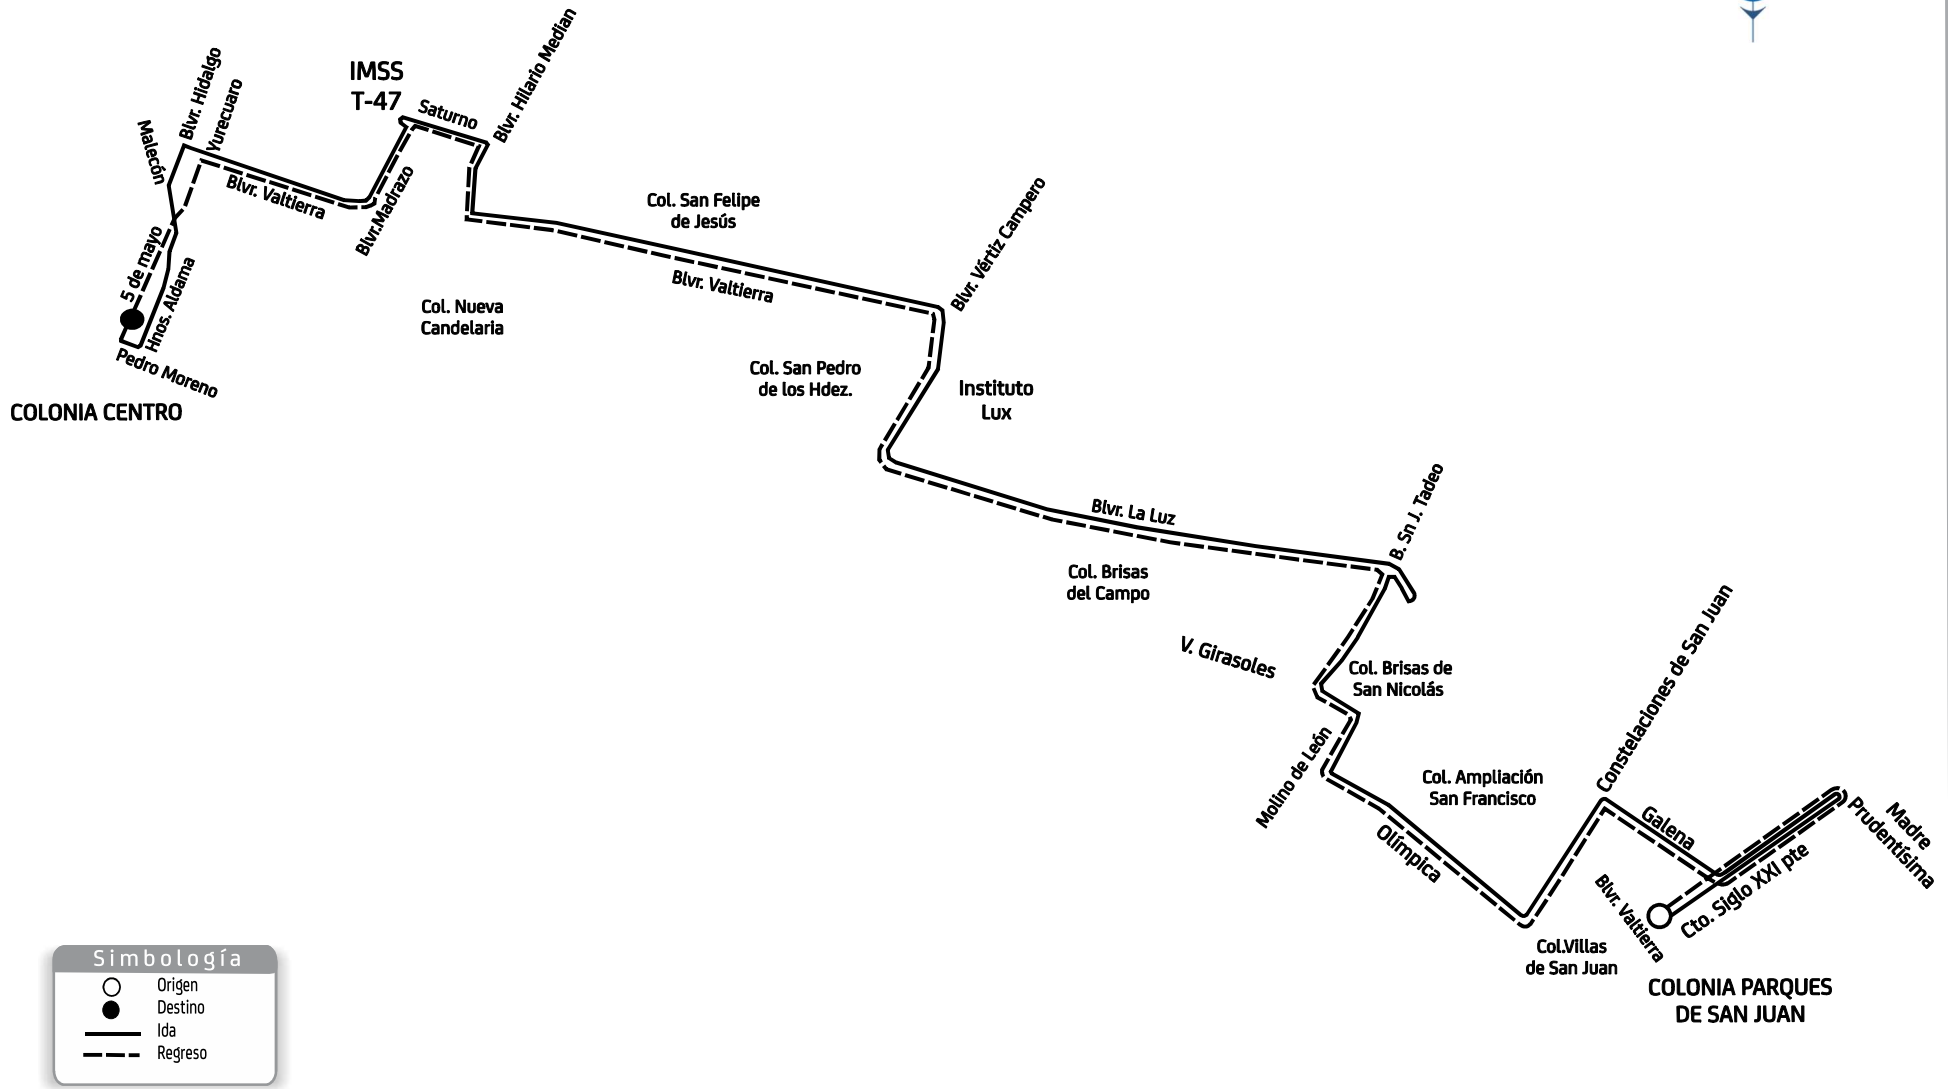 Blvr. Hidalgo
Yurecuaro
Malecón
IMSS
T-47
Saturno
Blvr. Hilario Median
Blvr. Valtierra
Blvr.Madrazo
5 de mayo
Hnos. Aldama
Pedro Moreno
COLONIA CENTRO
Col. San Felipe
de Jesús
Blvr. Valtierra
Col. Nueva
Candelaria
Blvr. Vértiz Campero
Col. San Pedro
de los Hdez.
Instituto
Lux
Blvr. La Luz
B. Sn J. Tadeo
Col. Brisas
del Campo
V. Girasoles
Col. Brisas de
San Nicolás
Molino de León
Col. Ampliación
San Francisco
Olímpica
Constelaciones de San Juan
Galena
Madre
Prudentísima
Cto. Siglo XXI pte
Blvr. Valtierra
Col.Villas
de San Juan
COLONIA PARQUES
DE SAN JUAN
Simbología
Origen
Destino
Ida
Regreso